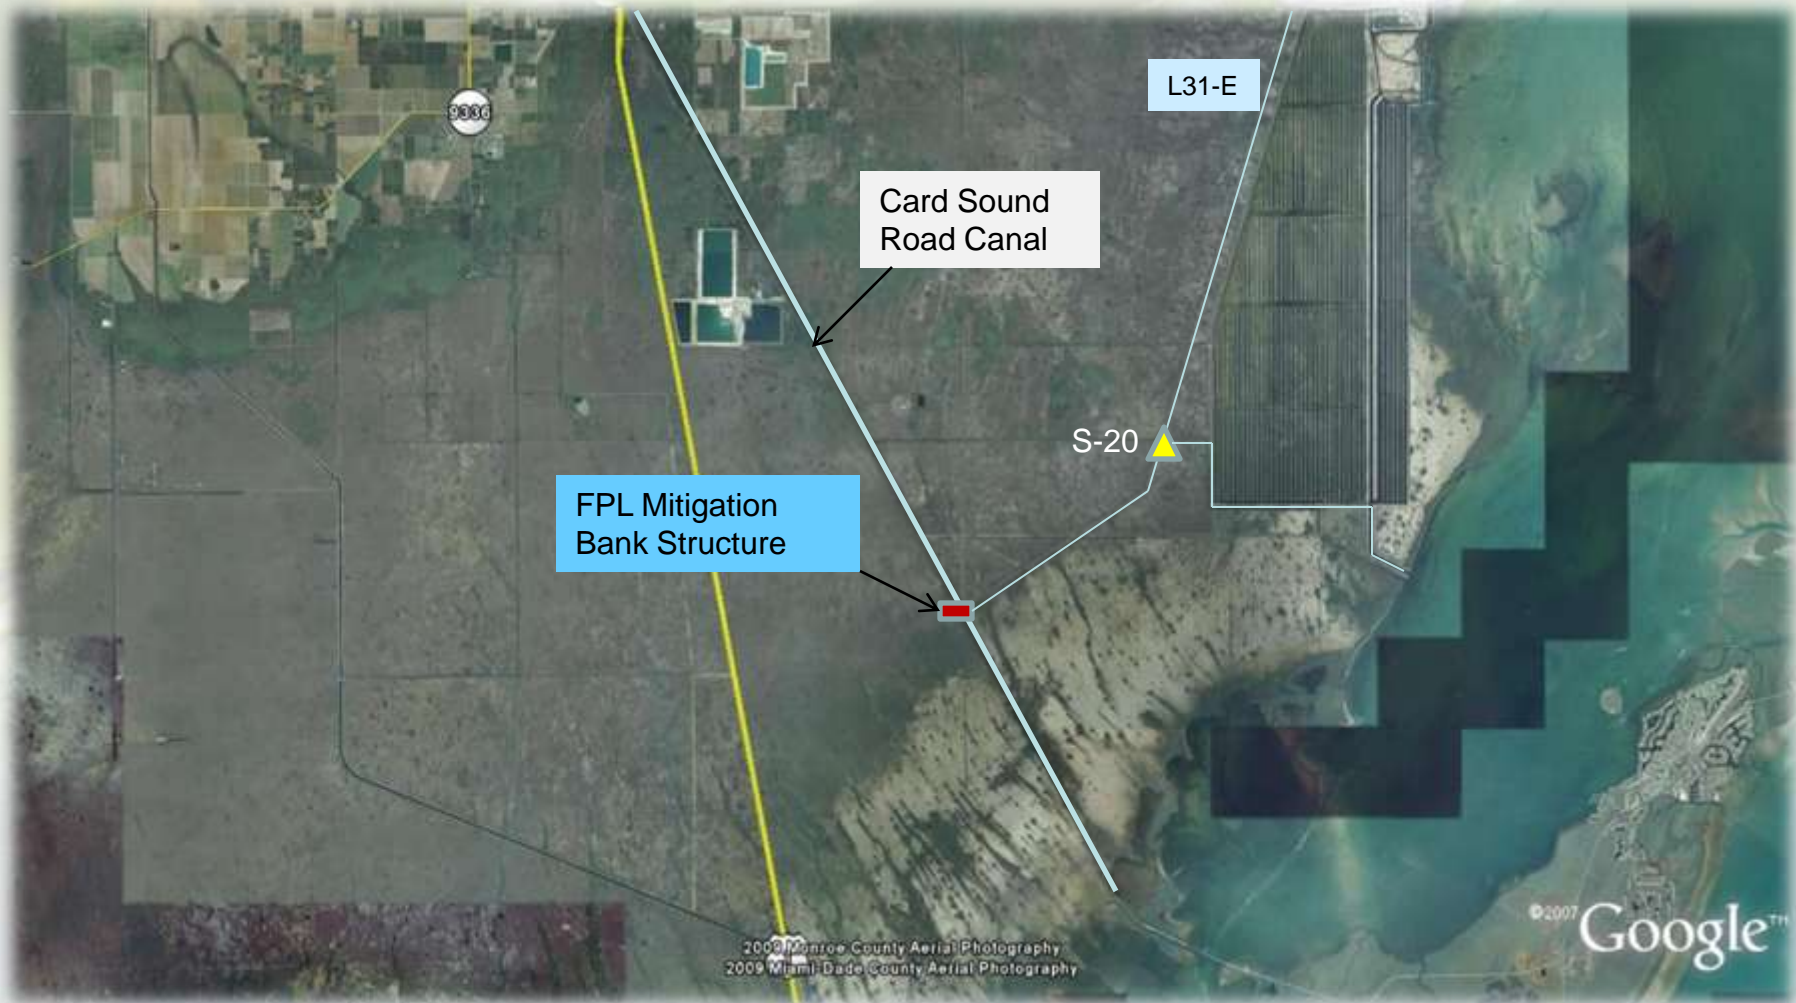 L31-E
9336
Card Sound
Road Canal
S-20
FPL Mitigation
Bank Structure
©2007 Google™
2009 Monroe County Aerial Photography
2009 Miami-Dade County Aerial Photography